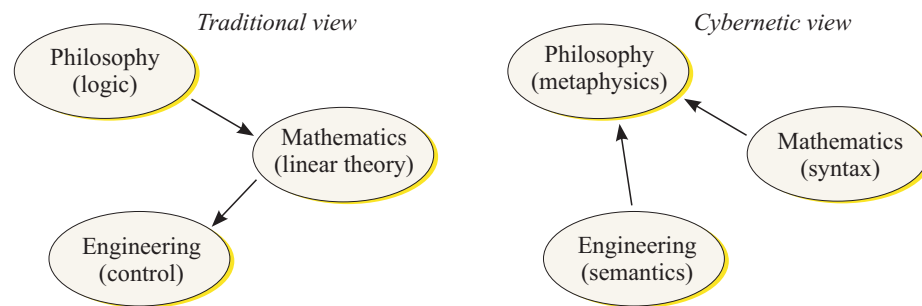 Traditional view
Philosophy
(logic)
Mathematics
(linear theory)
Engineering
(control)
Cybernetic view
Philosophy
(metaphysics)
Mathematics
(syntax)
Engineering
(semantics)